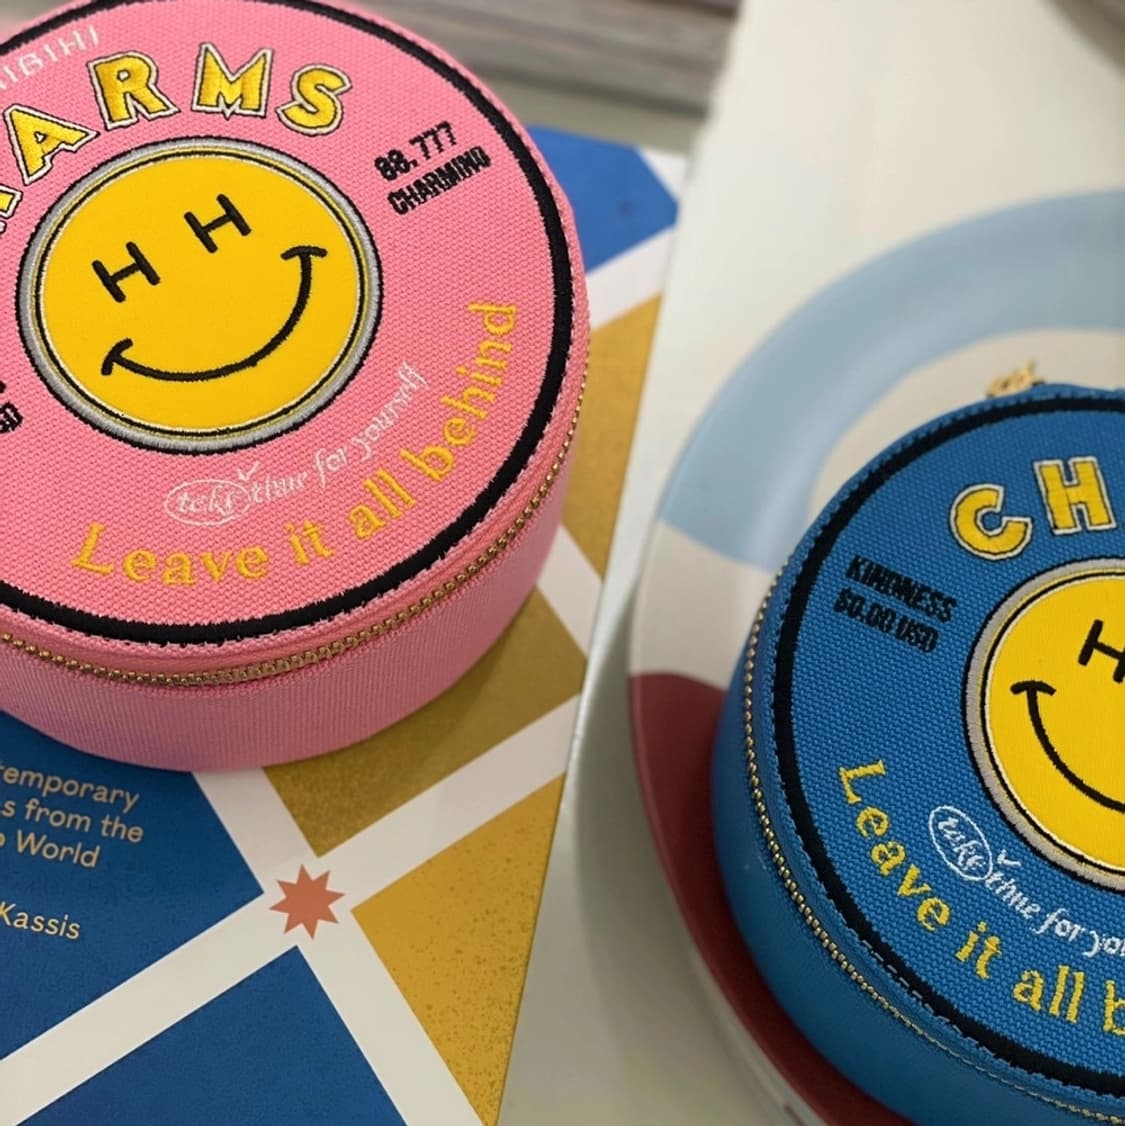 IBIHI
ARMS
88.777
CHARMING
H H
take time for yourself
Leave it all behind
temporary
s from the
World
Kassis
CH
KINDNESS
$0.00 USD
H
take time for you
Leave it all b